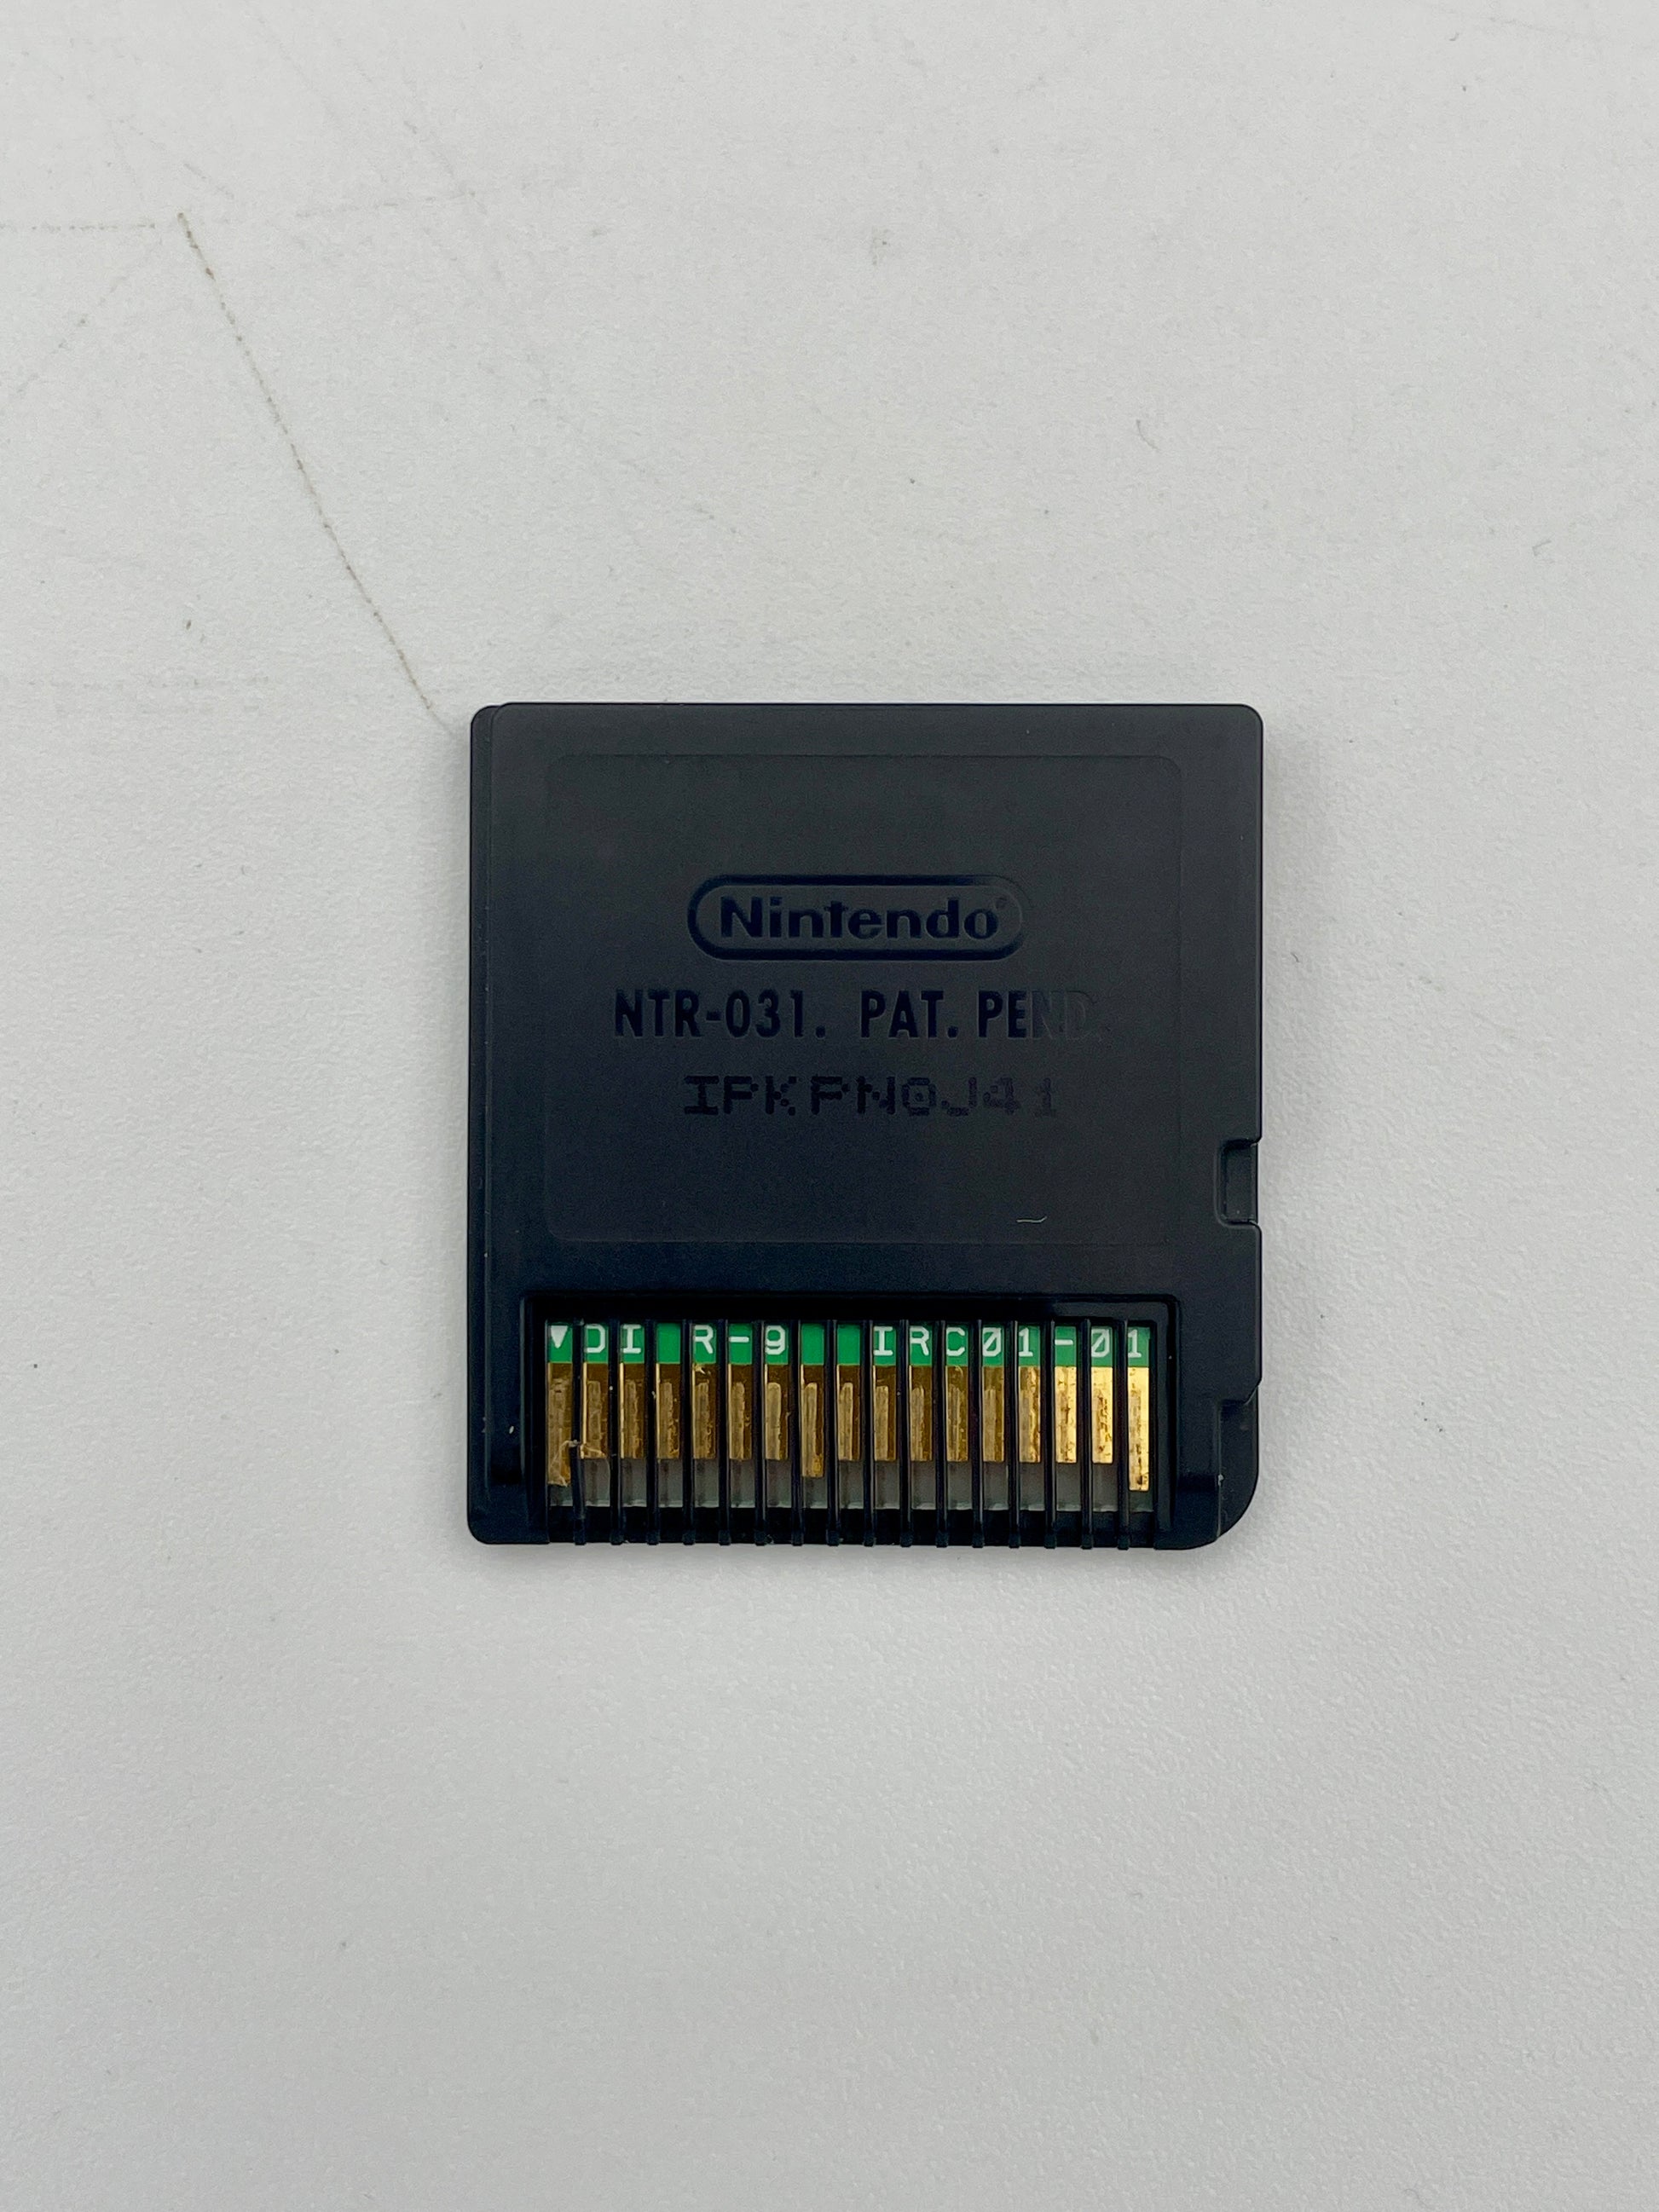 Nintendo®
NTR-031. PAT. PEND.
IPKPN0J41
▼DI R-9 IRC01-01